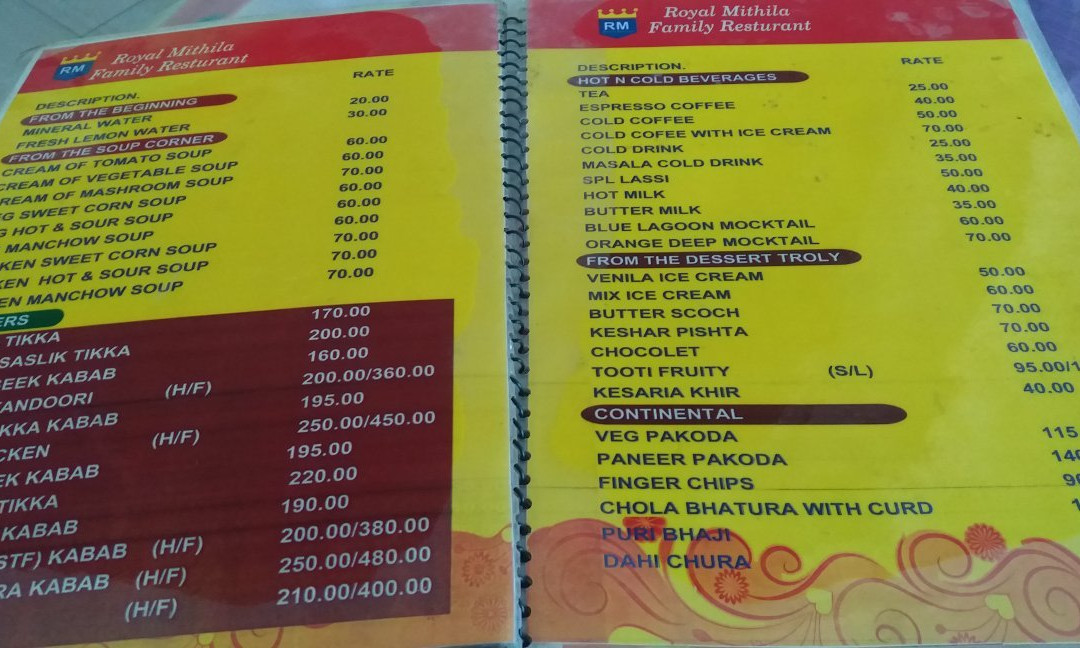 Royal Mithila
Family Resturant
RM
DESCRIPTION. RATE
FROM THE BEGINNING
MINERAL WATER 20.00
FRESH LEMON WATER 30.00
FROM THE SOUP CORNER
CREAM OF TOMATO SOUP 60.00
CREAM OF VEGETABLE SOUP 60.00
REAM OF MASHROOM SOUP 70.00
G SWEET CORN SOUP 60.00
G HOT & SOUR SOUP 60.00
MANCHOW SOUP 60.00
KEN SWEET CORN SOUP 70.00
KEN HOT & SOUR SOUP 70.00
EN MANCHOW SOUP 70.00
ERS
TIKKA 170.00
SASLIK TIKKA 200.00
SEEK KABAB 160.00
TANDOORI (H/F) 200.00/360.00
KKA KABAB 195.00
CKEN (H/F) 250.00/450.00
EK KABAB 195.00
TIKKA 220.00
KABAB 190.00
STF) KABAB (H/F) 200.00/380.00
RA KABAB (H/F) 250.00/480.00
(H/F) 210.00/400.00
Royal Mithila
Family Resturant
RM
DESCRIPTION. RATE
HOT N COLD BEVERAGES
TEA 25.00
ESPRESSO COFFEE 40.00
COLD COFFEE 50.00
COLD COFEE WITH ICE CREAM 70.00
COLD DRINK 25.00
MASALA COLD DRINK 35.00
SPL LASSI 50.00
HOT MILK 40.00
BUTTER MILK 35.00
BLUE LAGOON MOCKTAIL 60.00
ORANGE DEEP MOCKTAIL 70.00
FROM THE DESSERT TROLY
VENILA ICE CREAM 50.00
MIX ICE CREAM 60.00
BUTTER SCOCH 70.00
KESHAR PISHTA 70.00
CHOCOLET 60.00
TOOTI FRUITY (S/L) 95.00/1
KESARIA KHIR 40.00
CONTINENTAL
VEG PAKODA 115
PANEER PAKODA 140
FINGER CHIPS
CHOLA BHATURA WITH CURD 1
PURI BHAJI
DAHI CHURA